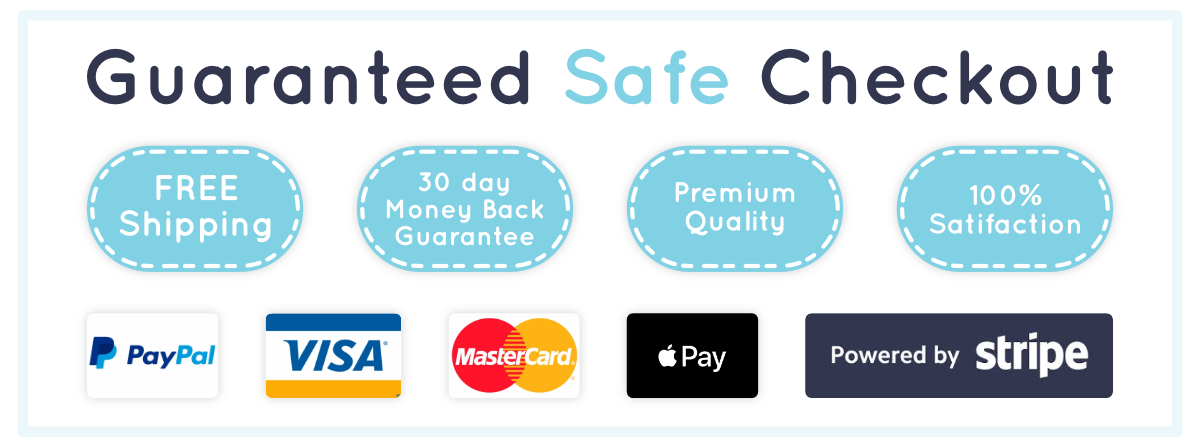 Guaranteed Safe Checkout
FREE
Shipping
30 day
Money Back
Guarantee
Premium
Quality
100%
Satifaction
PayPal
VISA
MasterCard
Pay
Powered by stripe